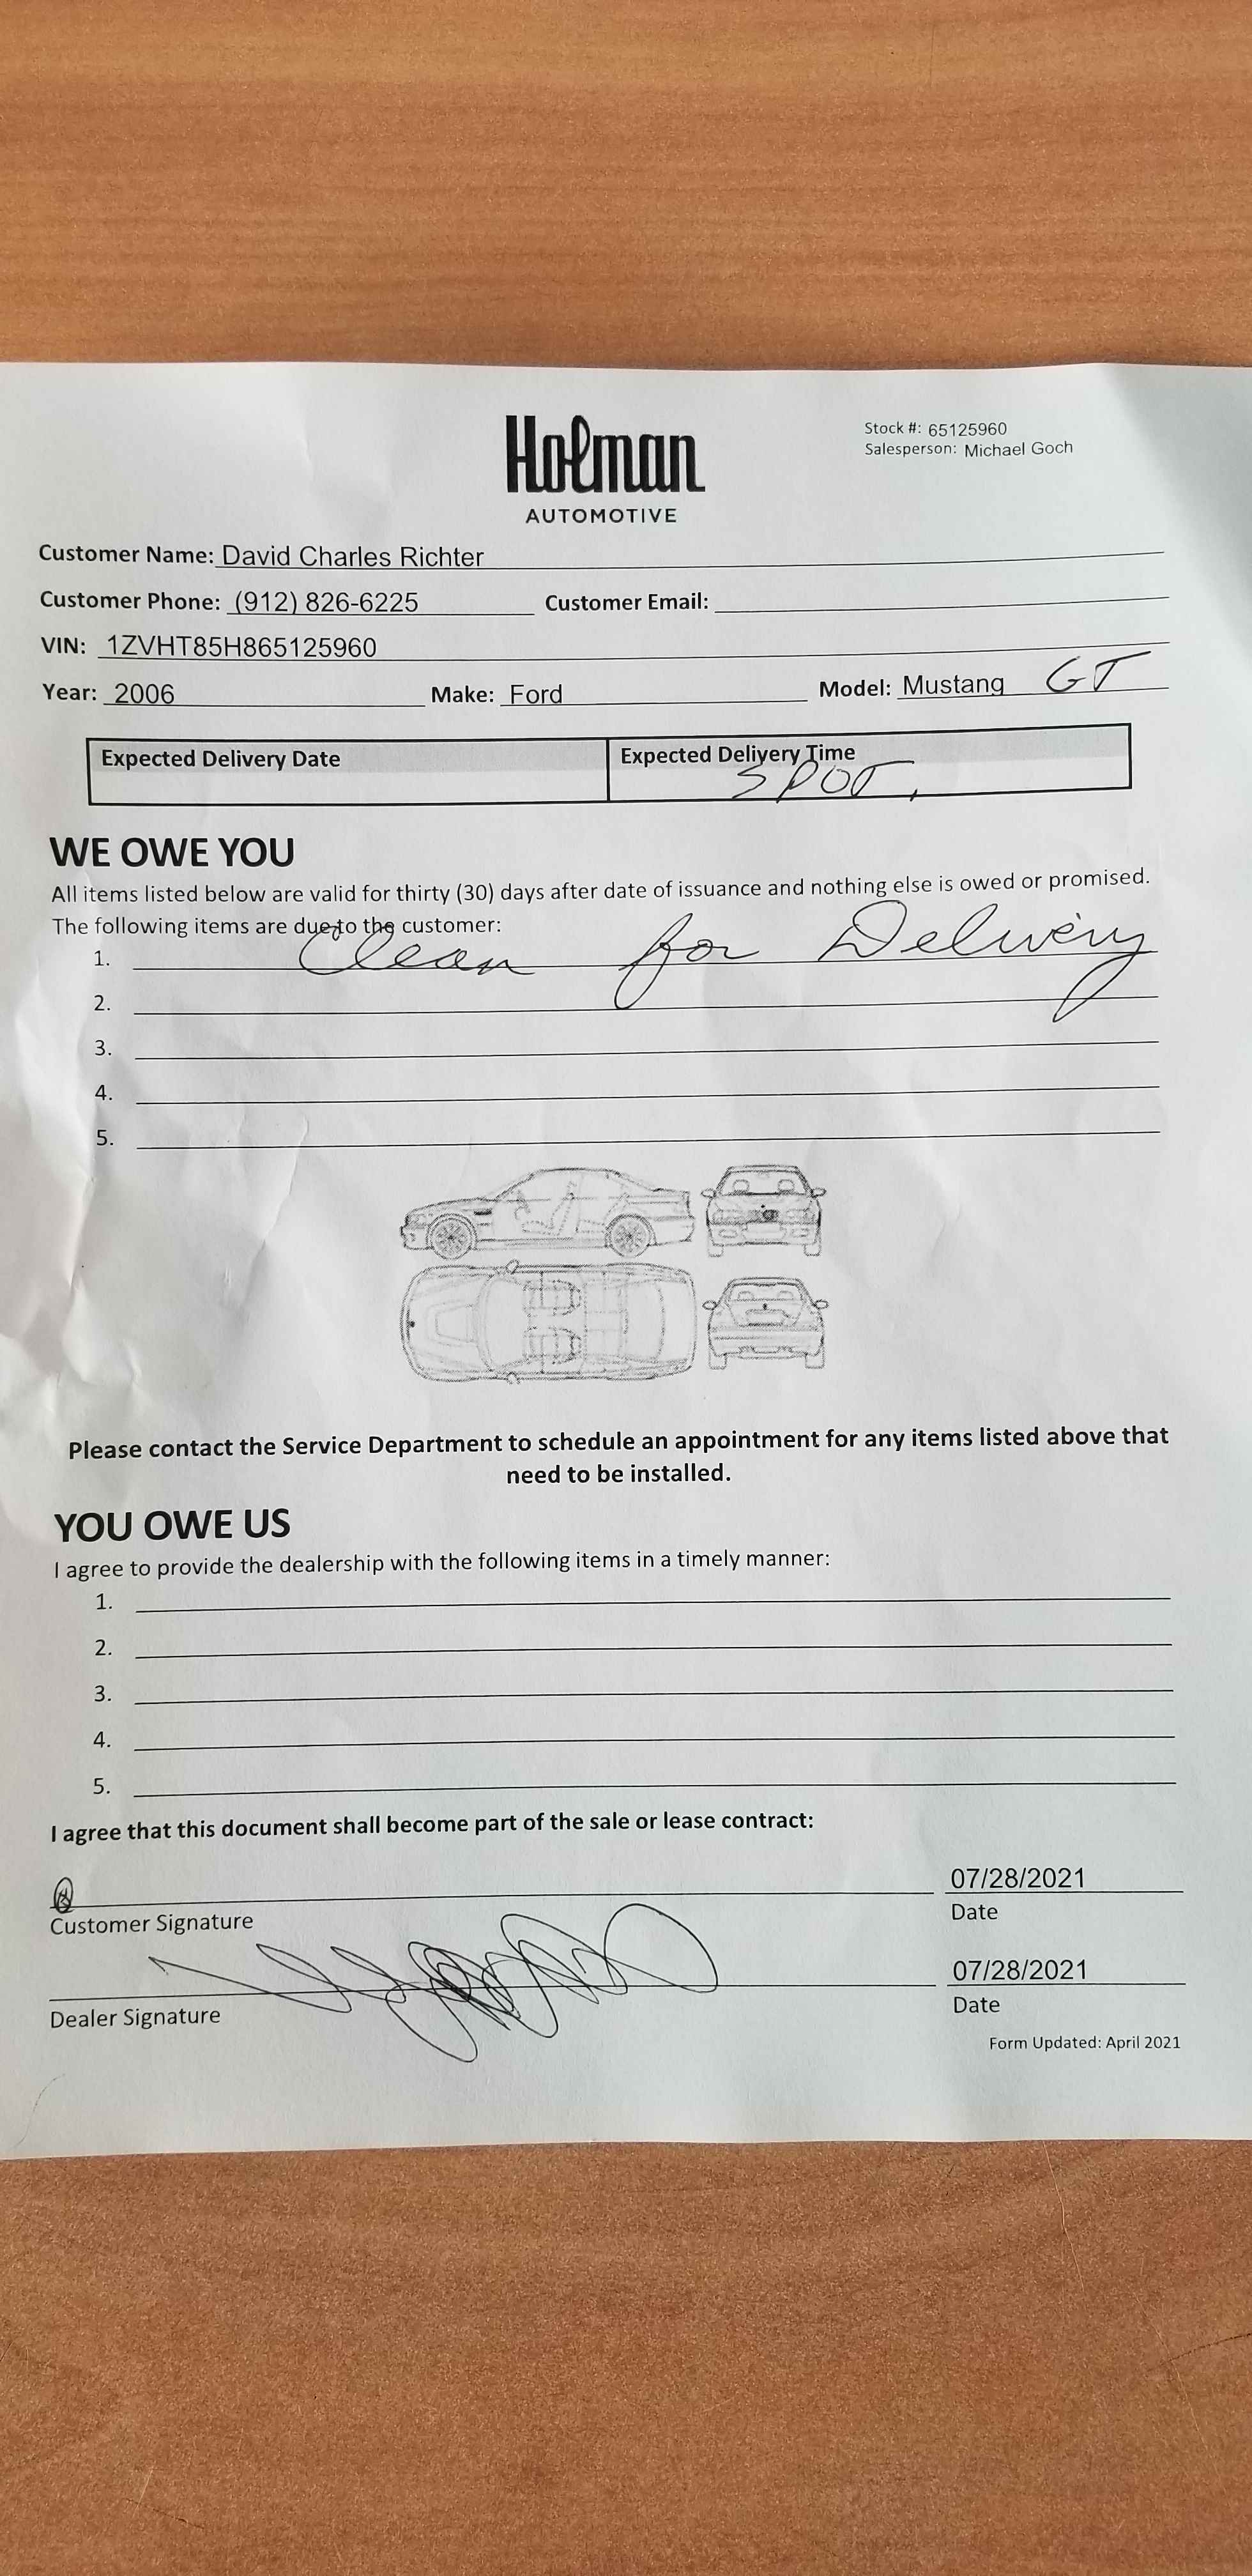 Holman
AUTOMOTIVE
Stock #: 65125960
Salesperson: Michael Goch
Customer Name: David Charles Richter
Customer Phone: (912) 826-6225 Customer Email:
VIN: 1ZVHT85H865125960
Year: 2006 Make: Ford Model: Mustang GT
Expected Delivery Date Expected Delivery Time
SPOT
WE OWE YOU
All items listed below are valid for thirty (30) days after date of issuance and nothing else is owed or promised.
The following items are due to the customer:
1. Clean for Delivery
2.
3.
4.
5.
Please contact the Service Department to schedule an appointment for any items listed above that
need to be installed.
YOU OWE US
I agree to provide the dealership with the following items in a timely manner:
1.
2.
3.
4.
5.
I agree that this document shall become part of the sale or lease contract:
07/28/2021
Customer Signature Date
07/28/2021
Dealer Signature Date
Form Updated: April 2021